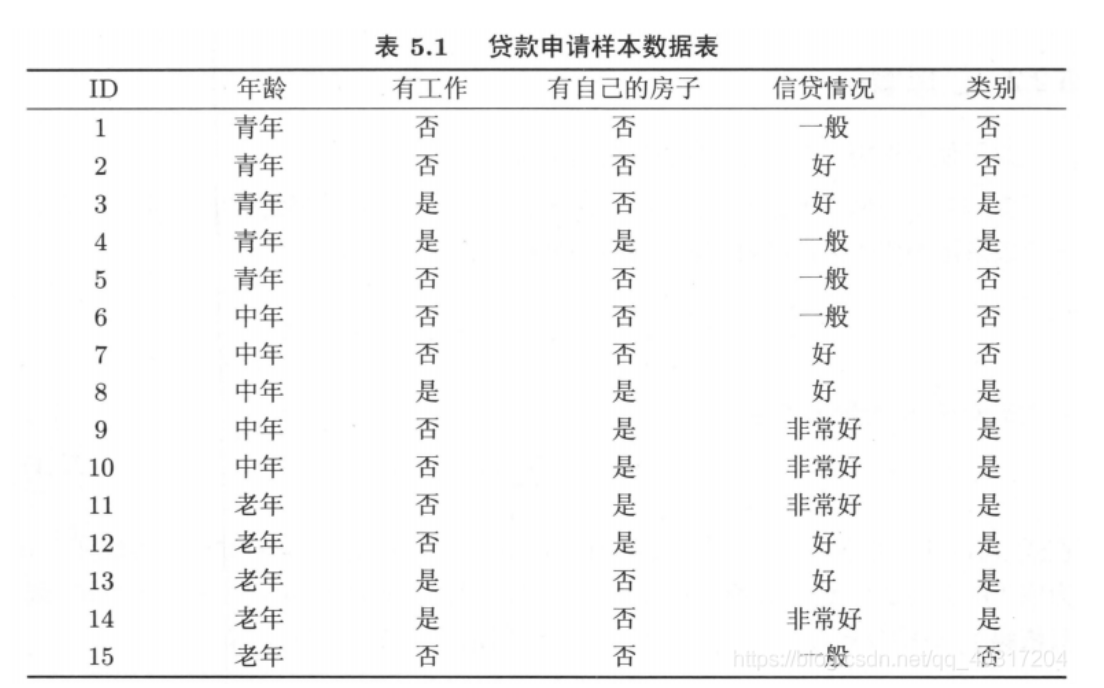 表 5.1 贷款申请样本数据表
ID 年龄 有工作 有自己的房子 信贷情况 类别
1 青年 否 否 一般 否
2 青年 否 否 好 否
3 青年 是 否 好 是
4 青年 是 是 一般 是
5 青年 否 否 一般 否
6 中年 否 否 一般 否
7 中年 否 否 好 否
8 中年 是 是 好 是
9 中年 否 是 非常好 是
10 中年 否 是 非常好 是
11 老年 否 是 非常好 是
12 老年 否 是 好 是
13 老年 是 否 好 是
14 老年 是 否 非常好 是
15 老年 否 否 一般 否